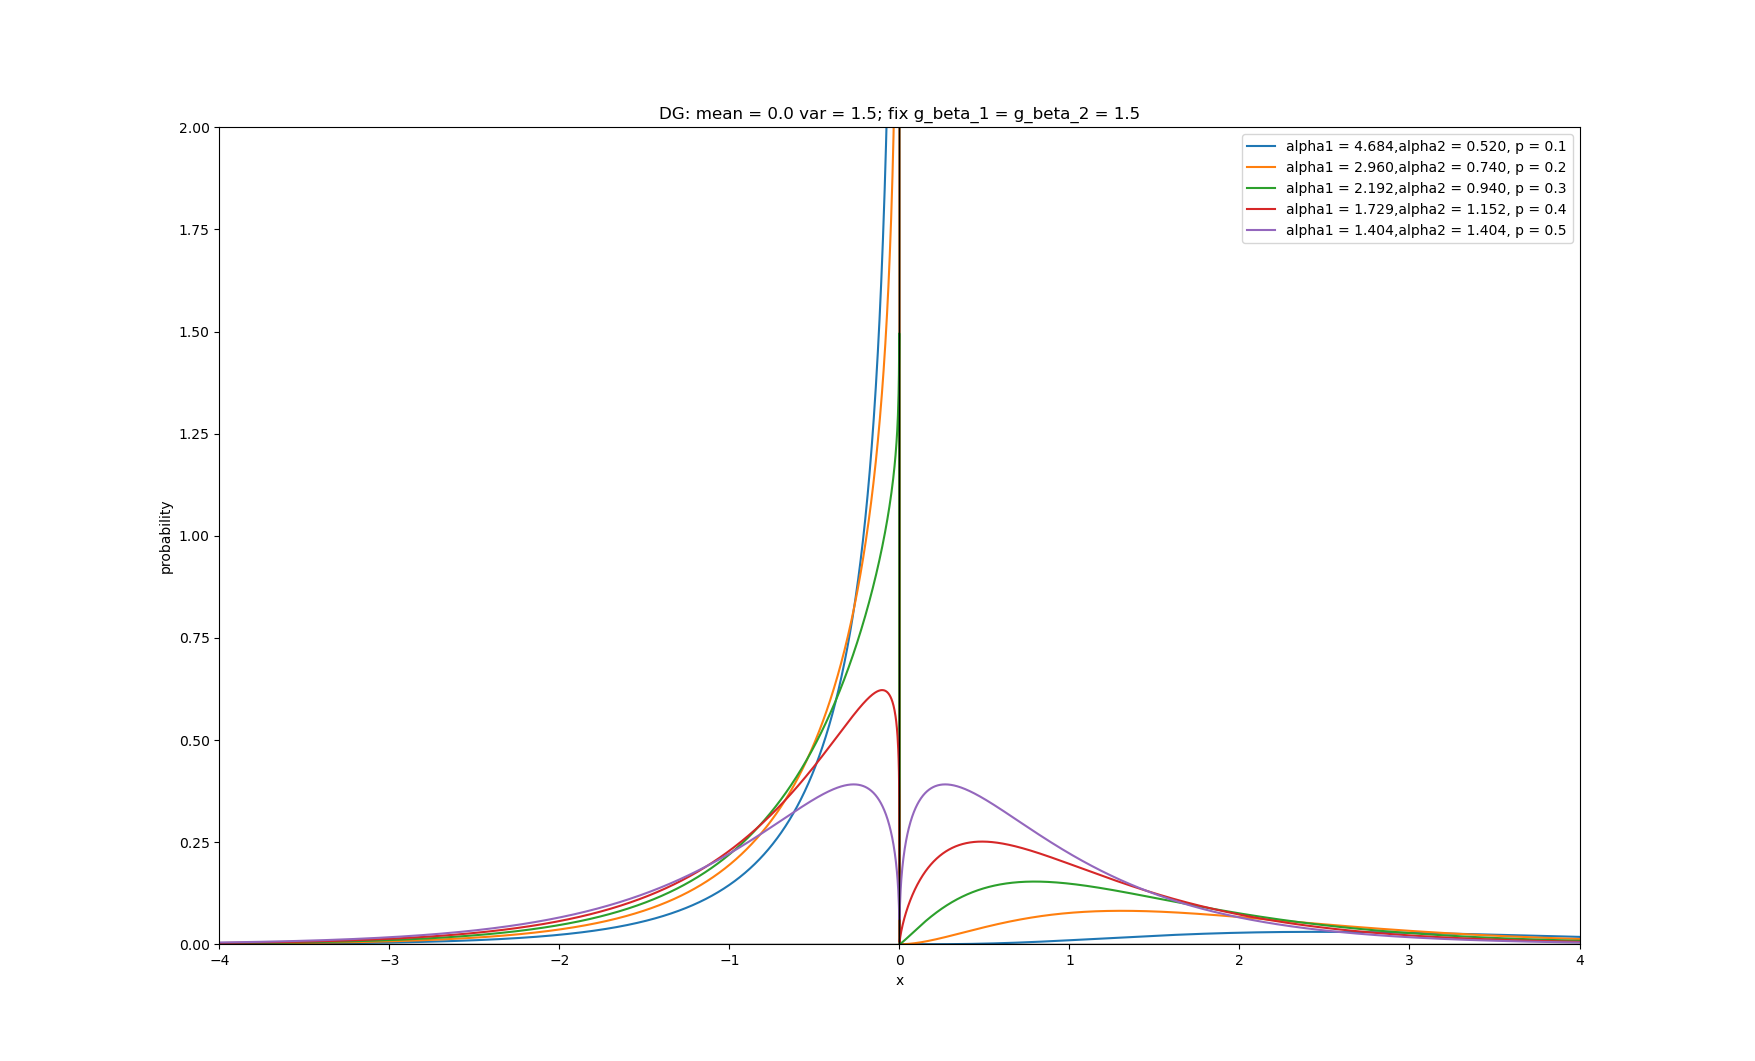 DG: mean = 0.0 var = 1.5; fix g_beta_1 = g_beta_2 = 1.5
2.00
1.75
1.50
1.25
1.00
0.75
0.50
0.25
0.00
probability
alpha1 = 4.684,alpha2 = 0.520, p = 0.1
alpha1 = 2.960,alpha2 = 0.740, p = 0.2
alpha1 = 2.192,alpha2 = 0.940, p = 0.3
alpha1 = 1.729,alpha2 = 1.152, p = 0.4
alpha1 = 1.404,alpha2 = 1.404, p = 0.5
−4 −3 −2 −1 0 1 2 3 4
x